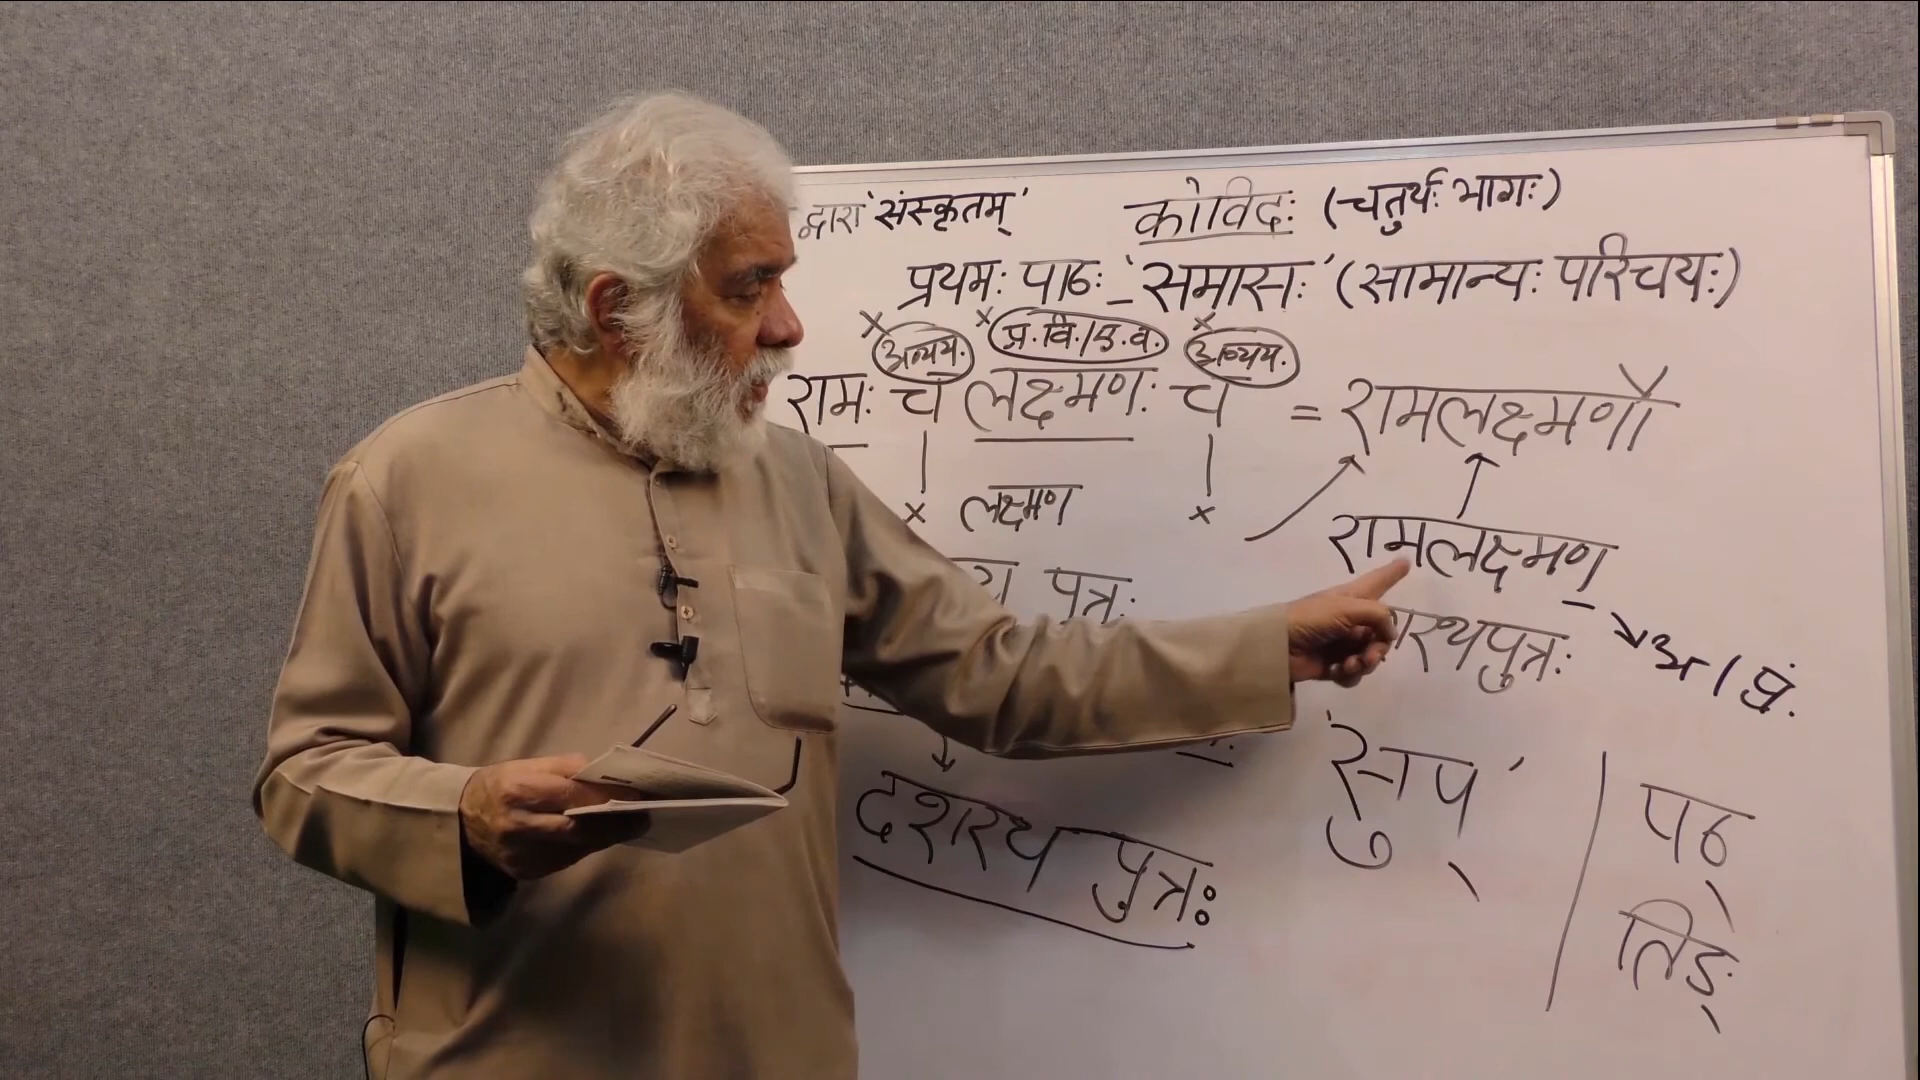 द्वारा 'संस्कृतम्' कोविदः (चतुर्थः भागः)
प्रथमः पाठः - 'समासः' (सामान्यः परिचयः)
× × ×
अव्यय. प्र.वि./ए.व. अव्यय.
रामः च लक्ष्मणः च = रामलक्ष्मणौ
× लक्ष्मण × रामलक्ष्मण
पुत्रः रथपुत्रः → अ / पुं.
दशरथ पुत्रः
'सुप्' पठ्
तिङ्